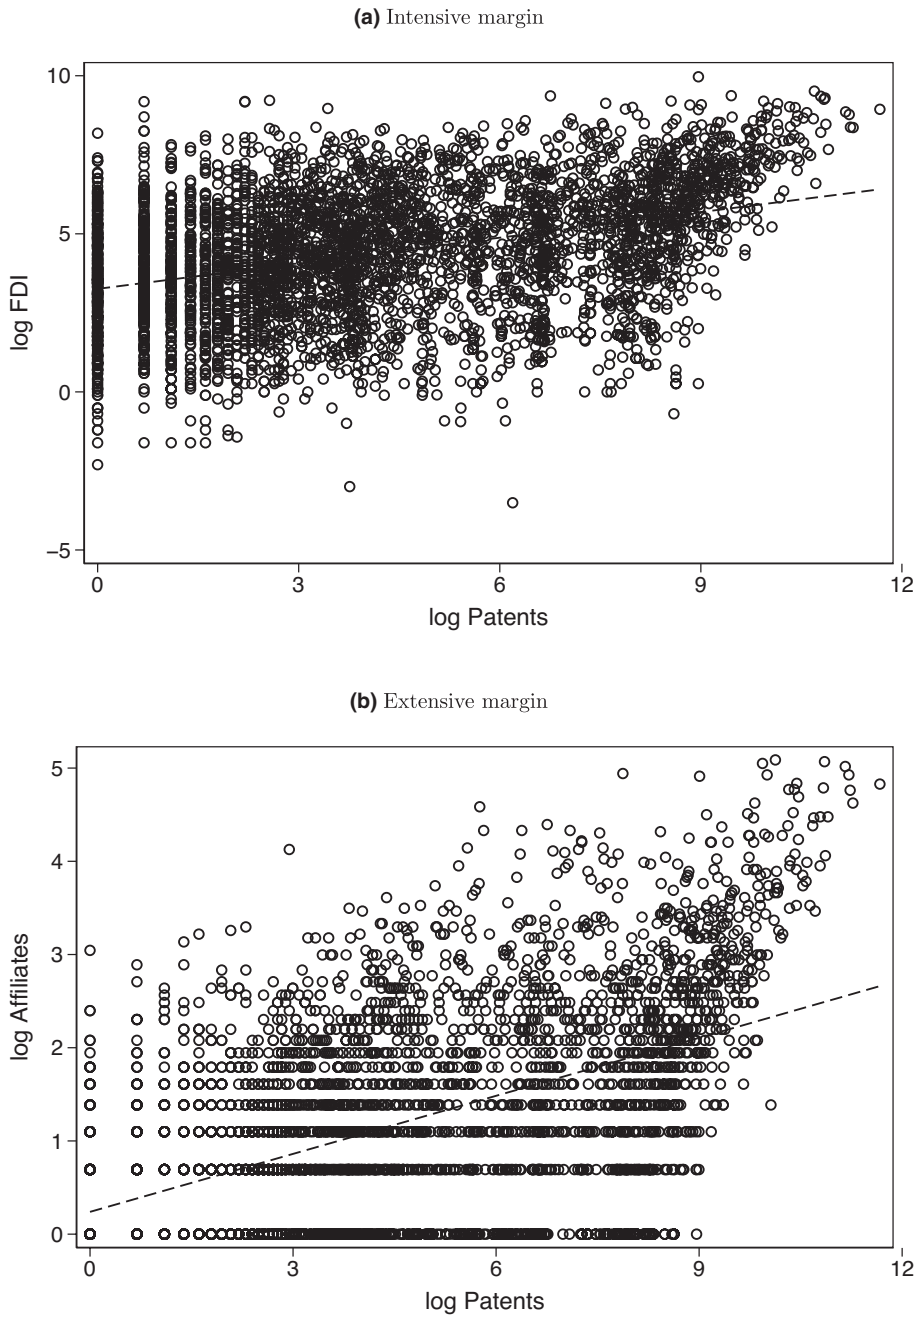 (a) Intensive margin
10
5
0
−5
log FDI
0 3 6 9 12
log Patents
(b) Extensive margin
5
4
3
2
1
0
log Affiliates
0 3 6 9 12
log Patents